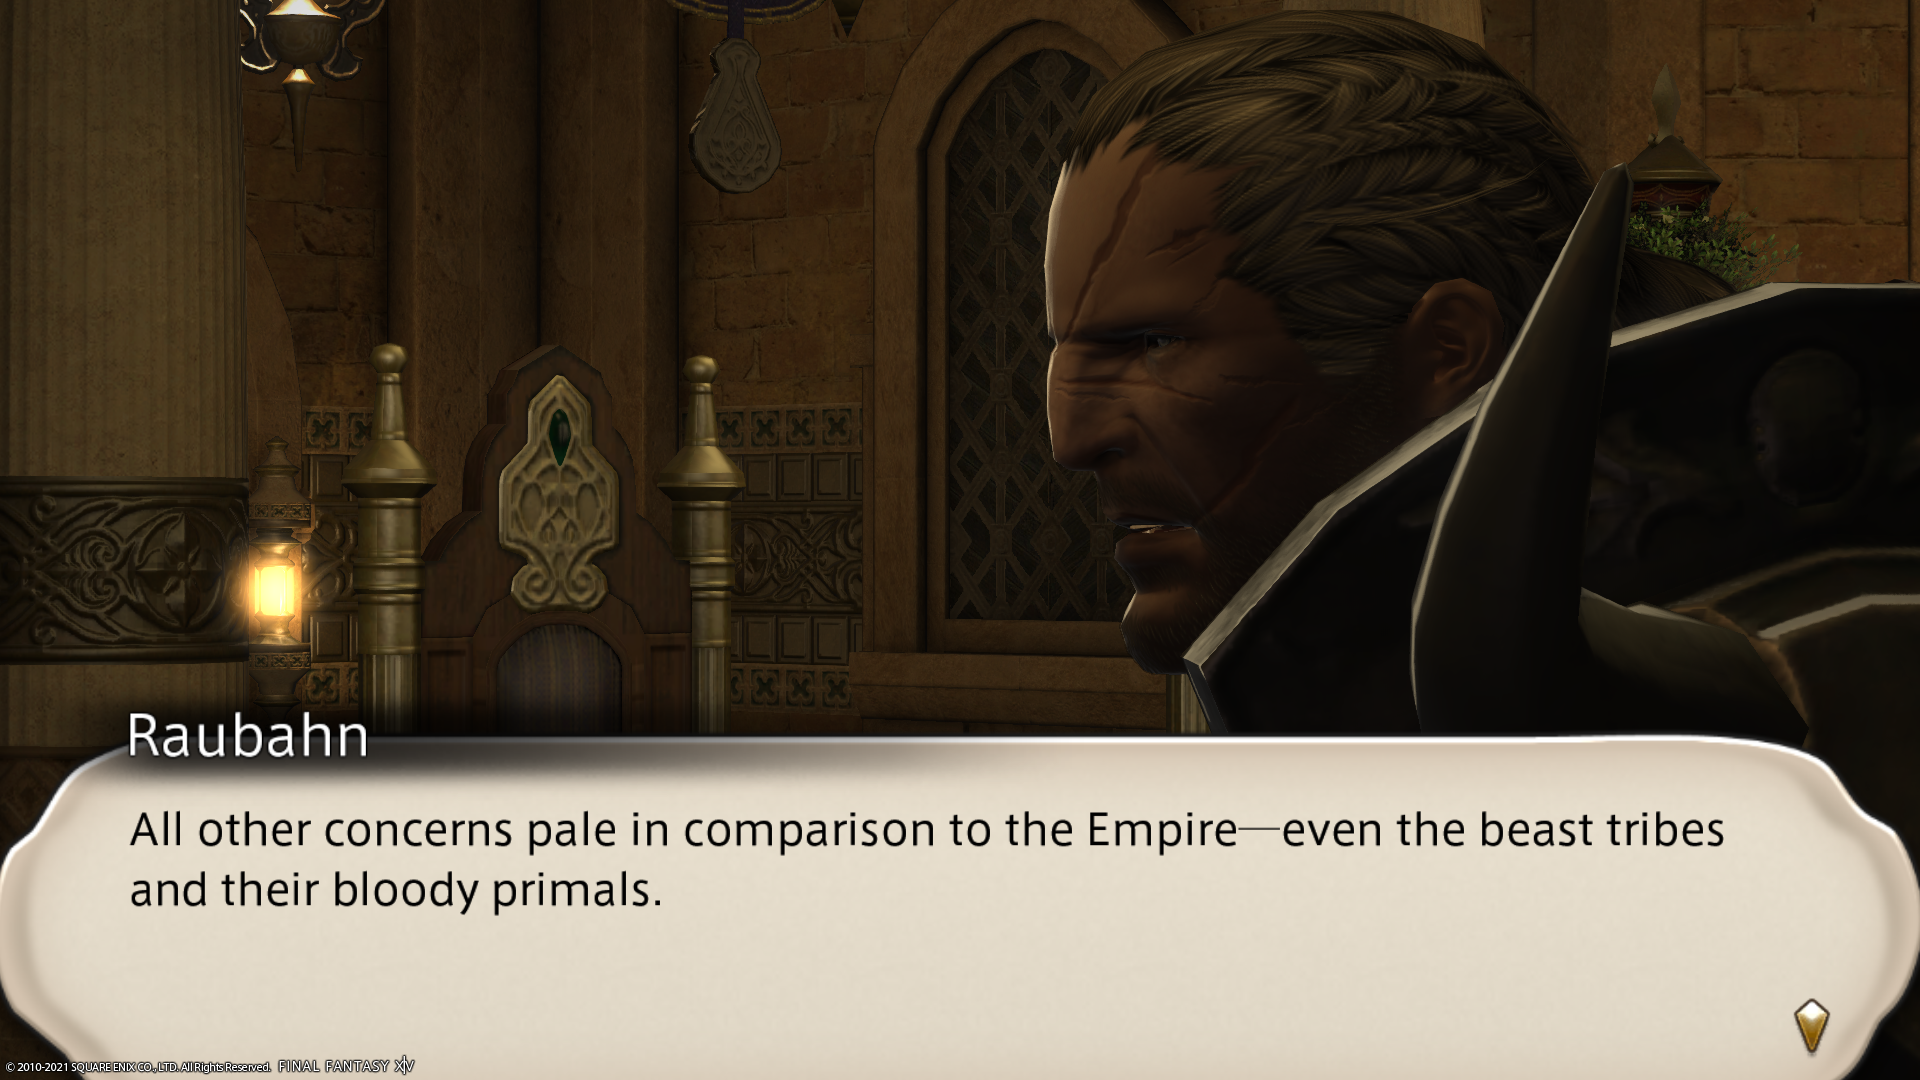 Raubahn
All other concerns pale in comparison to the Empire—even the beast tribes
and their bloody primals.
© 2010-2021 SQUARE ENIX CO., LTD. All Rights Reserved. FINAL FANTASY XIV